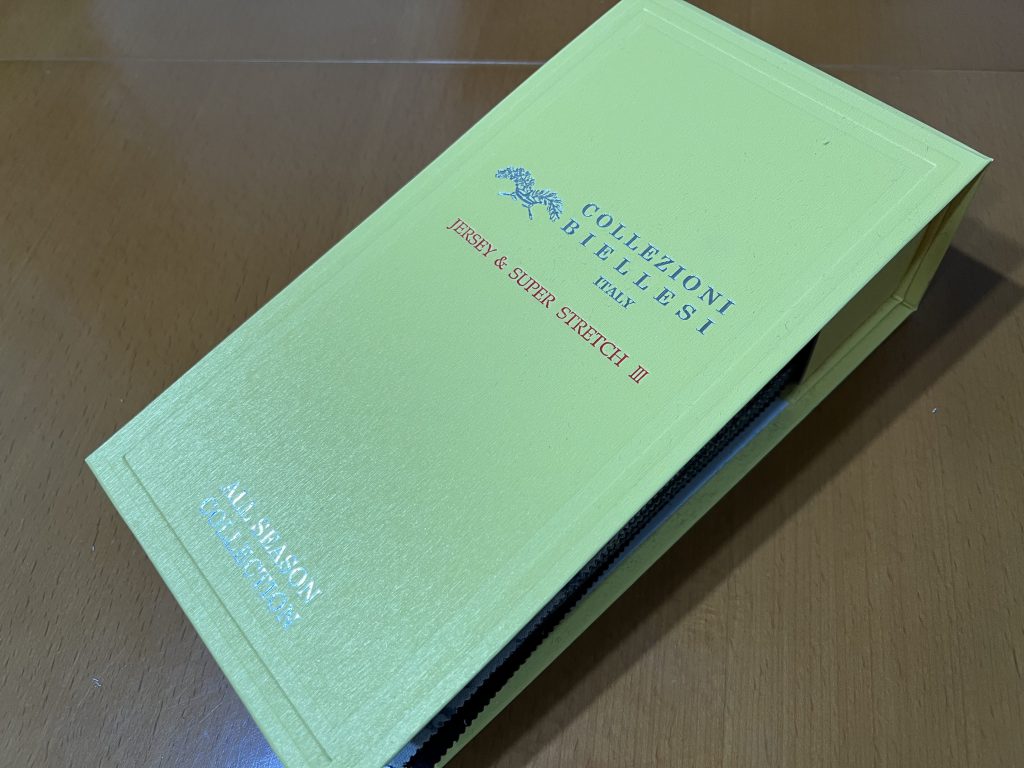 COLLEZIONI
BIELLESI
ITALY
JERSEY & SUPER STRETCH Ⅲ
ALL SEASON
COLLECTION